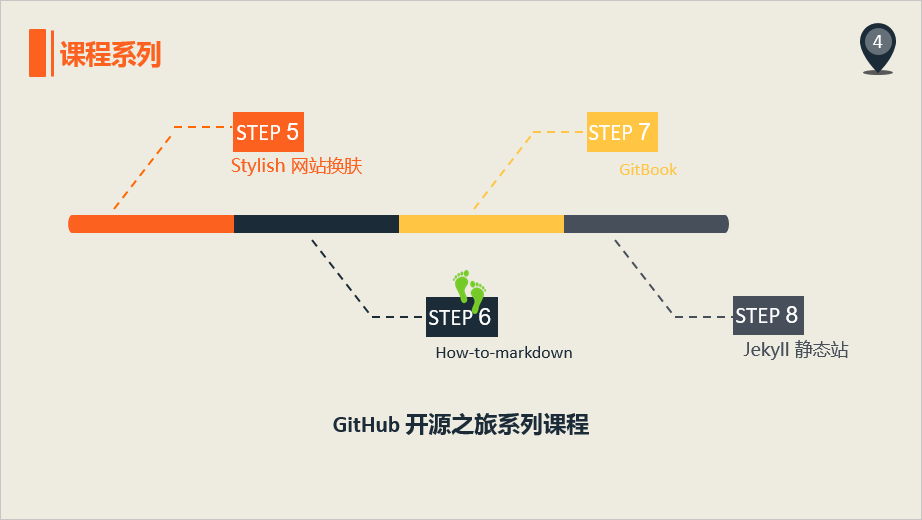 课程系列
4
STEP 5
Stylish 网站换肤
STEP 7
GitBook
STEP 6
How-to-markdown
STEP 8
Jekyll 静态站
GitHub 开源之旅系列课程